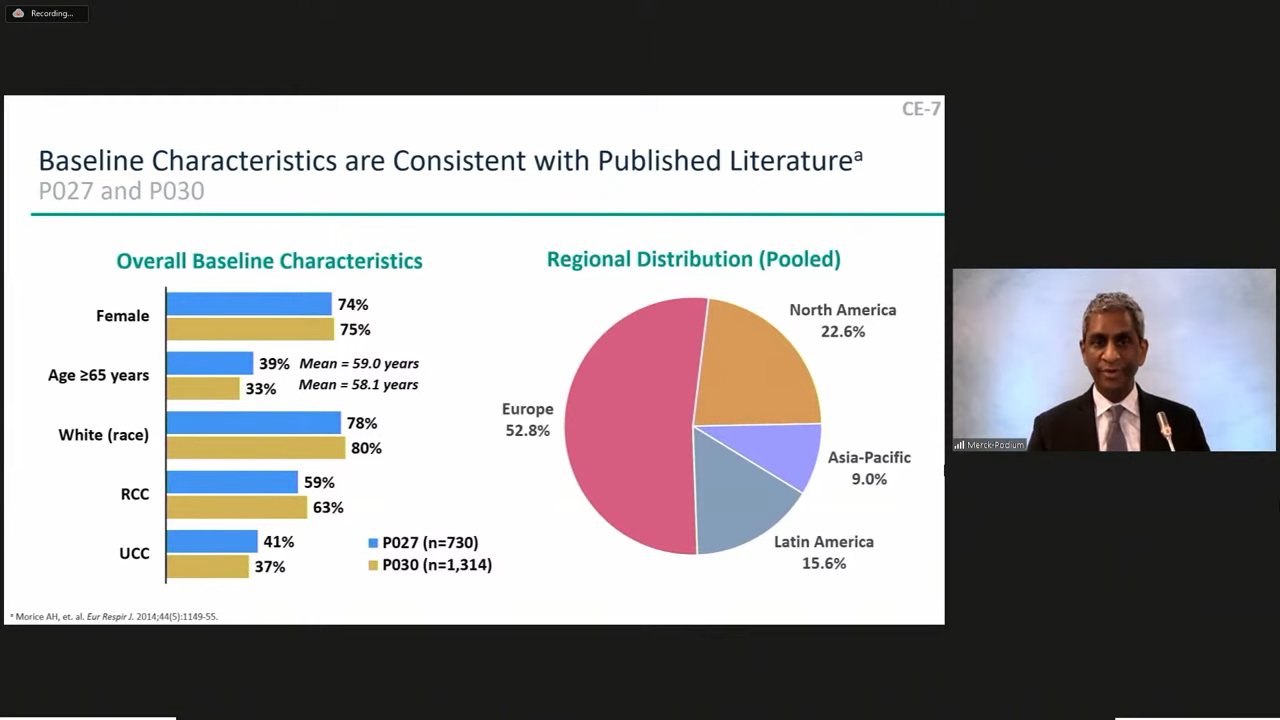 Recording...
CE-7
Baseline Characteristics are Consistent with Published Literatureᵃ
P027 and P030
Overall Baseline Characteristics
Female
74%
75%
Age ≥65 years
39% Mean = 59.0 years
33% Mean = 58.1 years
White (race)
78%
80%
RCC
59%
63%
UCC
41%
37%
P027 (n=730)
P030 (n=1,314)
Regional Distribution (Pooled)
North America
22.6%
Europe
52.8%
Asia-Pacific
9.0%
Latin America
15.6%
ᵃ Morice AH, et. al. Eur Respir J. 2014;44(5):1149-55.
Merck-Podium